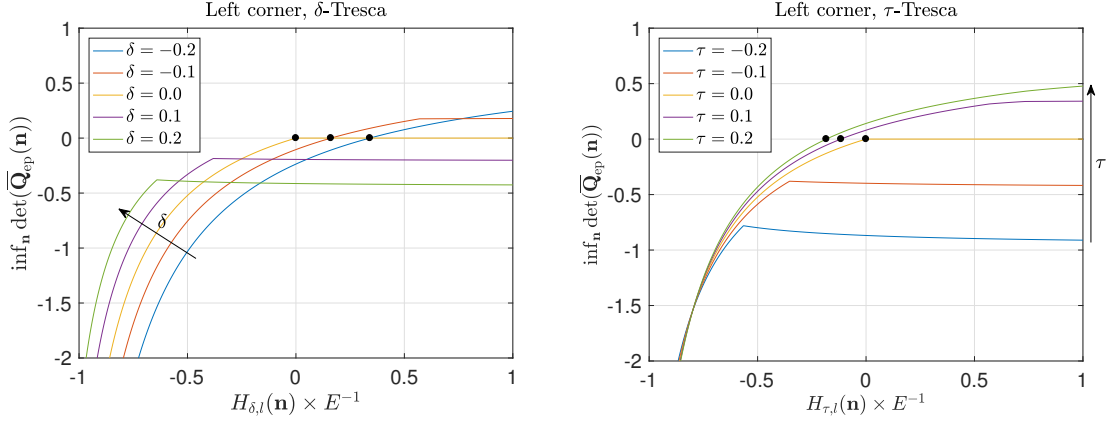 Left corner, δ-Tresca
1
0.5
0
-0.5
-1
-1.5
-2
inf_n det(Q̅_ep(n))
δ = −0.2
δ = −0.1
δ = 0.0
δ = 0.1
δ = 0.2
δ
-1
-0.5
0
0.5
1
H_{δ,l}(n) × E^{−1}
Left corner, τ-Tresca
1
0.5
0
-0.5
-1
-1.5
-2
inf_n det(Q̅_ep(n))
τ = −0.2
τ = −0.1
τ = 0.0
τ = 0.1
τ = 0.2
τ
-1
-0.5
0
0.5
1
H_{τ,l}(n) × E^{−1}